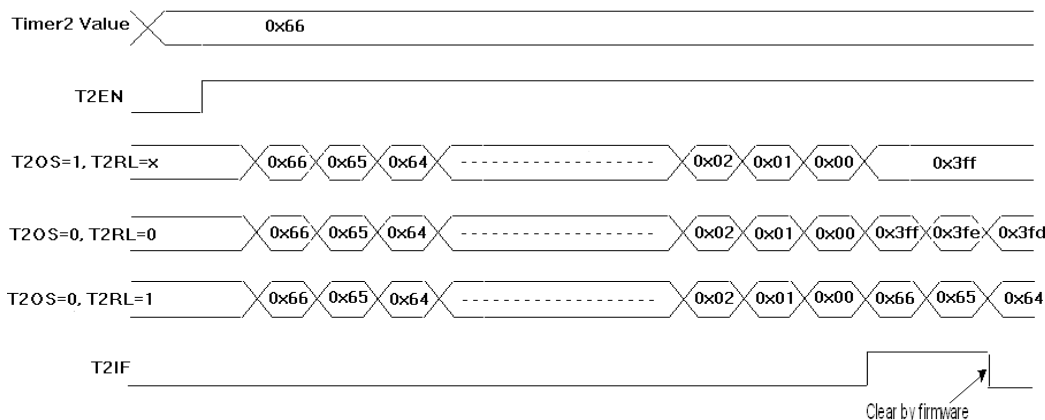 Timer2 Value 0x66
T2EN
T2OS=1, T2RL=x 0x66 0x65 0x64 0x02 0x01 0x00 0x3ff
T2OS=0, T2RL=0 0x66 0x65 0x64 0x02 0x01 0x00 0x3ff 0x3fe 0x3fd
T2OS=0, T2RL=1 0x66 0x65 0x64 0x02 0x01 0x00 0x66 0x65 0x64
T2IF
Clear by firmware